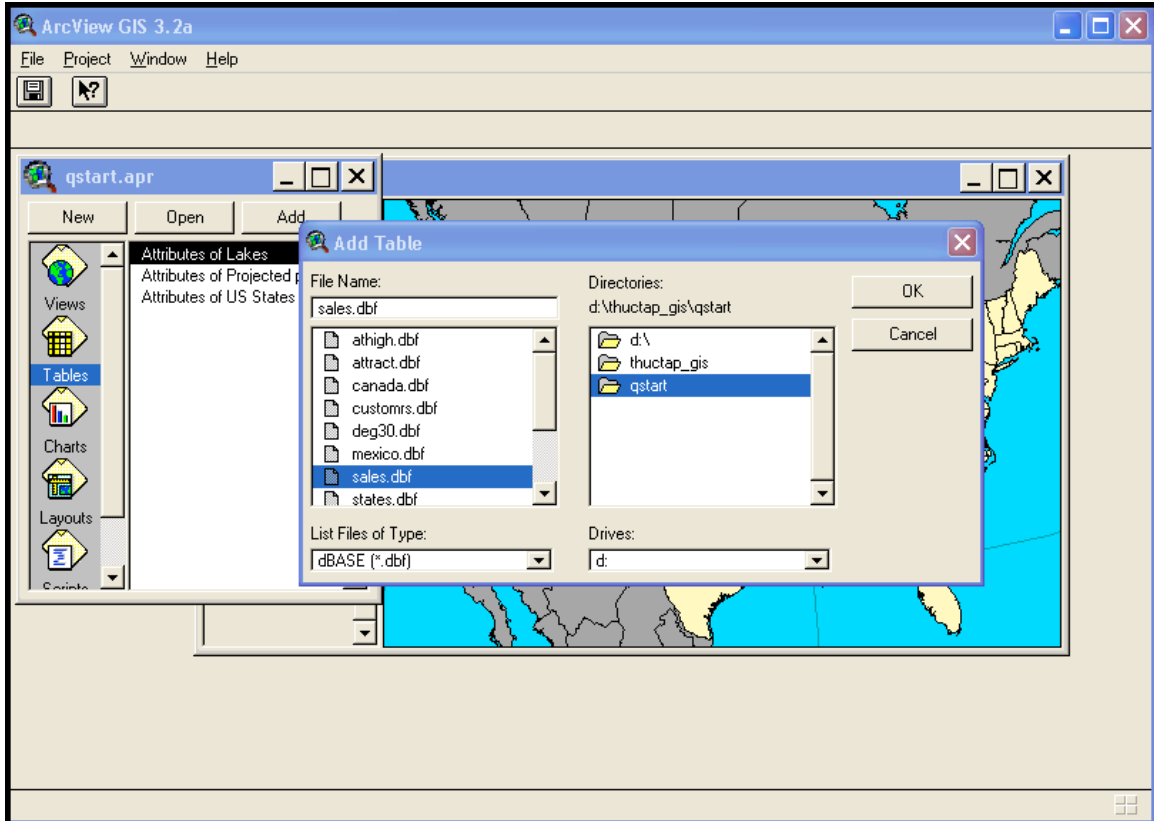 ArcView GIS 3.2a
File Project Window Help
qstart.apr
New Open Add
Views
Tables
Charts
Layouts
Attributes of Lakes
Attributes of Projected
Attributes of US States
Add Table
File Name:
sales.dbf
athigh.dbf
attract.dbf
canada.dbf
customrs.dbf
deg30.dbf
mexico.dbf
sales.dbf
states.dbf
List Files of Type:
dBASE (*.dbf)
Directories:
d:\thuctap_gis\qstart
d:\
thuctap_gis
qstart
Drives:
d:
OK
Cancel